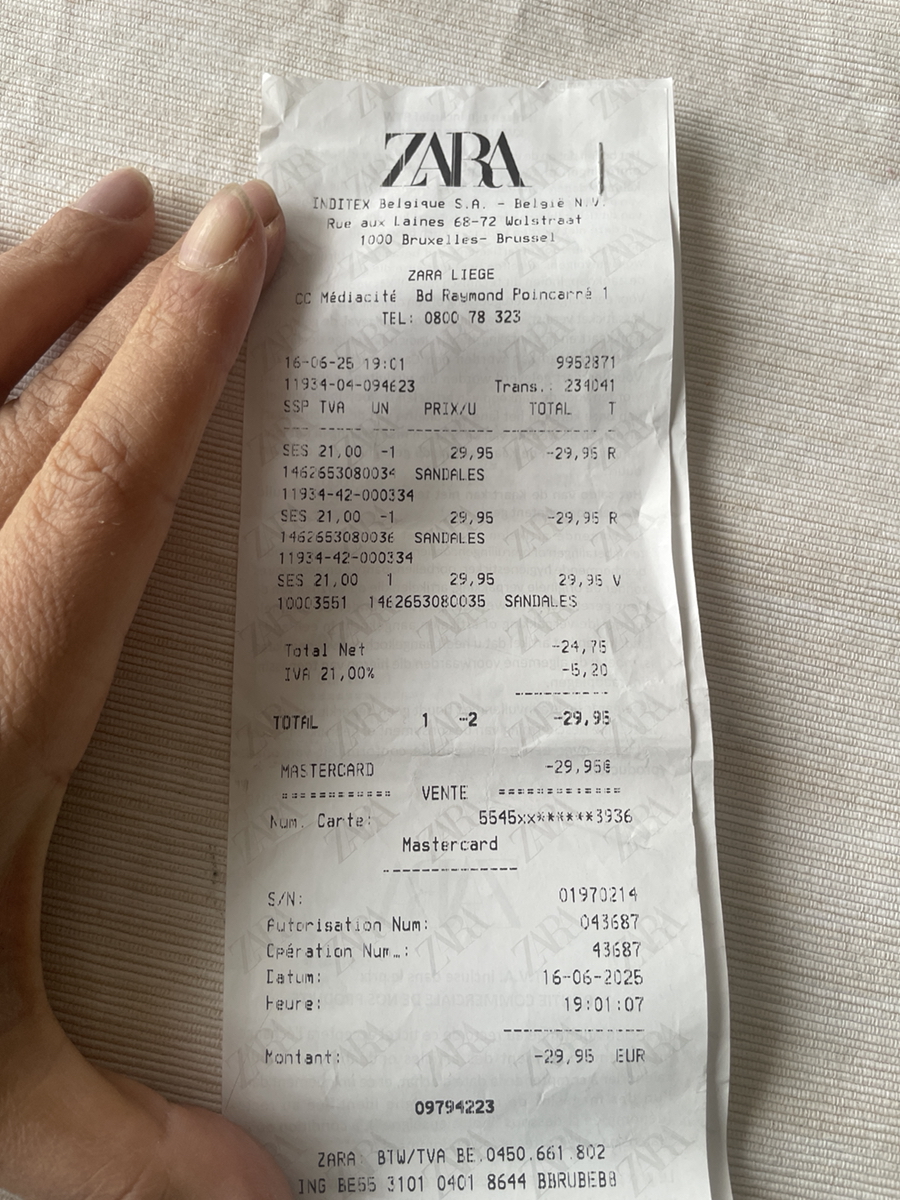 ZARA
INDITEX Belgique S.A. - België N.V.
Rue aux Laines 68-72 Wolstraat
1000 Bruxelles- Brussel
ZARA LIEGE
CC Médiacité Bd Raymond Poincarré 1
TEL: 0800 78 323
16-06-25 19:01 9952871
11934-04-094623 Trans.: 234041
SSP TVA UN PRIX/U TOTAL T
SES 21,00 -1 29,95 -29,95 R
1462653080034 SANDALES
11934-42-000334
SES 21,00 -1 29,95 -29,95 R
1462653080036 SANDALES
11934-42-000334
SES 21,00 1 29,95 29,95 V
10003551 1462653080035 SANDALES
Total Net -24,75
IVA 21,00% -5,20
TOTAL 1 -2 -29,95
MASTERCARD -29,95€
============ VENTE =============
Num. Carte: 5545xx******3936
Mastercard
S/N: 01970214
Autorisation Num: 043687
Opération Num.: 43687
Datum: 16-06-2025
Heure: 19:01:07
Montant: -29,95 EUR
09794223
ZARA BTW/TVA BE.0450.661.802
ING BE55 3101 0401 8644 BBRUBEBB